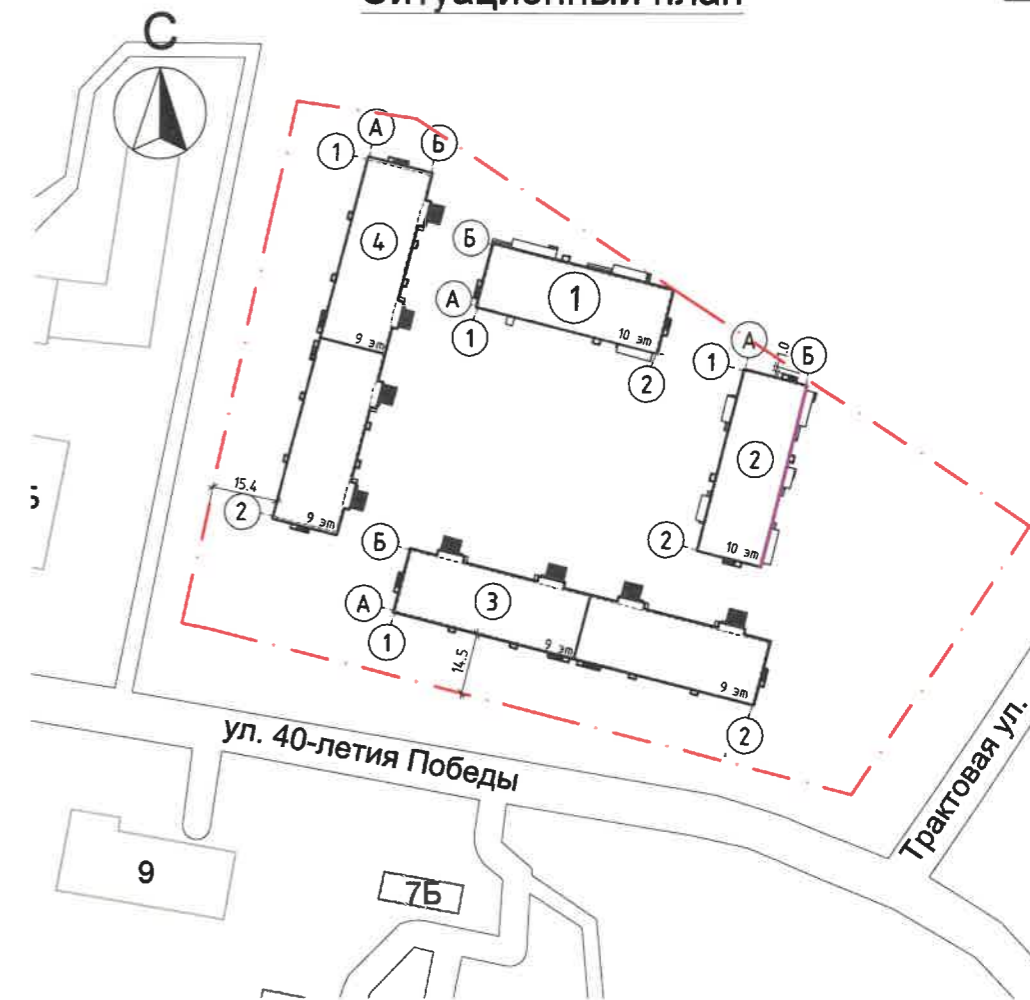 Ситуационный план
С
А
Б
1
4
Б
А
1
1
10 эт
2
9 эт
1
А
Б
1.0
2
10 эт
2
15.4
2
9 эт
Б
А
1
3
9 эт
14.5
9 эт
2
ул. 40-летия Победы
Трактовая ул.
9
7Б